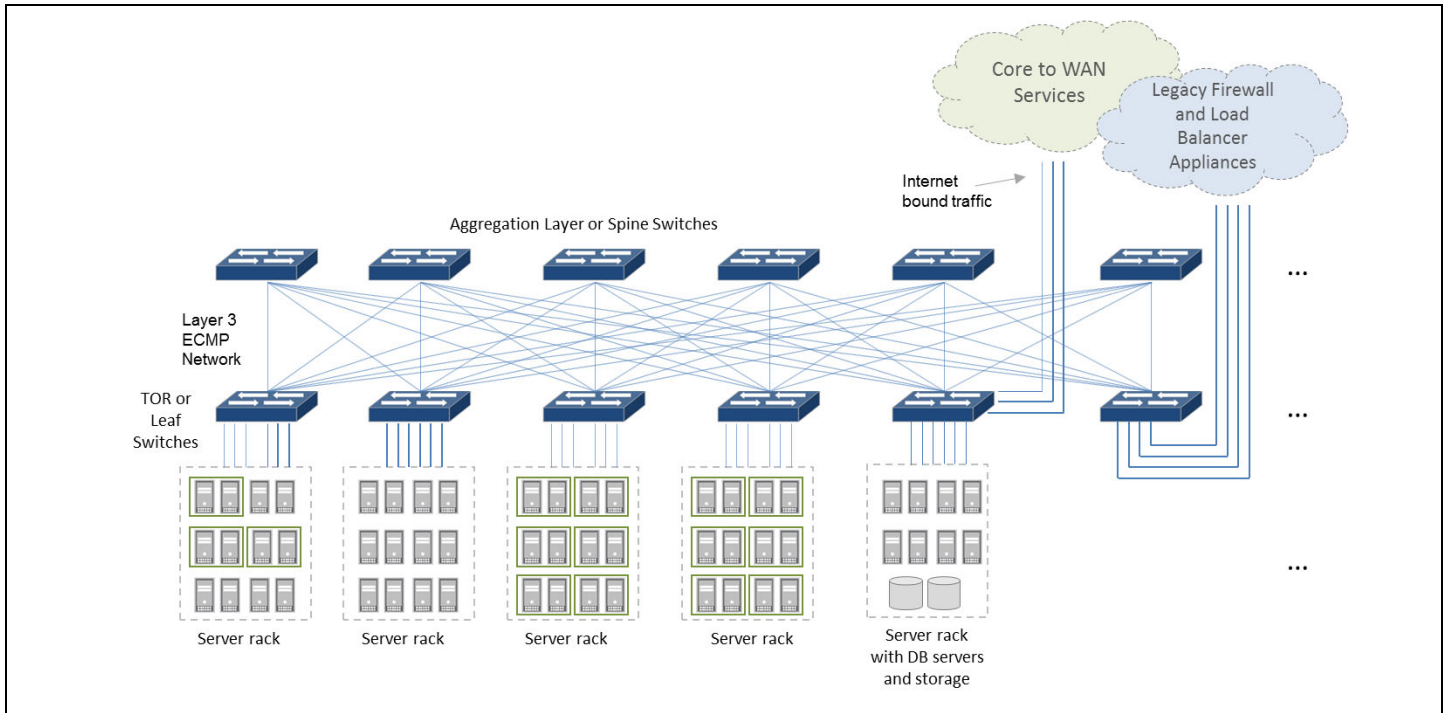 Core to WAN
Services
Legacy Firewall
and Load
Balancer
Appliances
Internet
bound traffic
Aggregation Layer or Spine Switches
...
Layer 3
ECMP
Network
TOR or
Leaf
Switches
...
...
Server rack
Server rack
Server rack
Server rack
Server rack
with DB servers
and storage